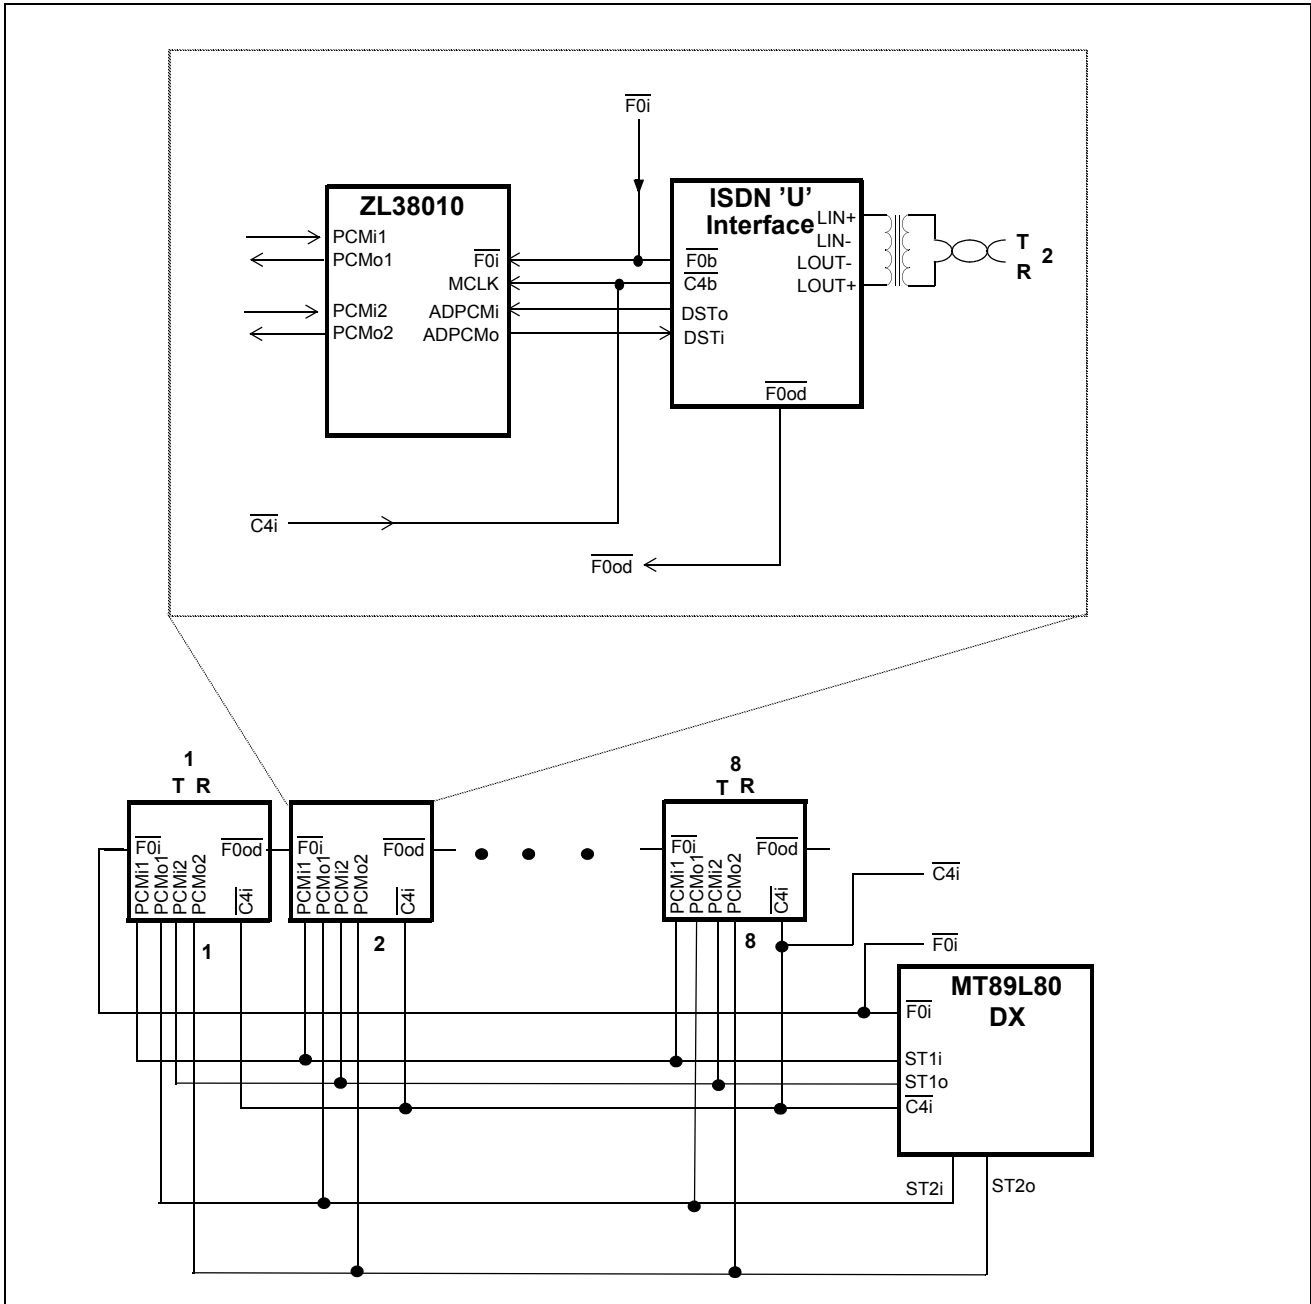 F0i
ZL38010
PCMi1
PCMo1
PCMi2
PCMo2
F0i
MCLK
ADPCMi
ADPCMo
ISDN ’U’
Interface
F0b
C4b
DSTo
DSTi
LIN+
LIN-
LOUT-
LOUT+
F0od
T
R
2
C4i
F0od
1
T R
F0i
PCMi1
PCMo1
PCMi2
PCMo2
F0od
C4i
1
F0i
PCMi1
PCMo1
PCMi2
PCMo2
F0od
C4i
2
8
T R
F0i
PCMi1
PCMo1
PCMi2
PCMo2
F0od
C4i
8
C4i
F0i
MT89L80
DX
F0i
ST1i
ST1o
C4i
ST2i
ST2o